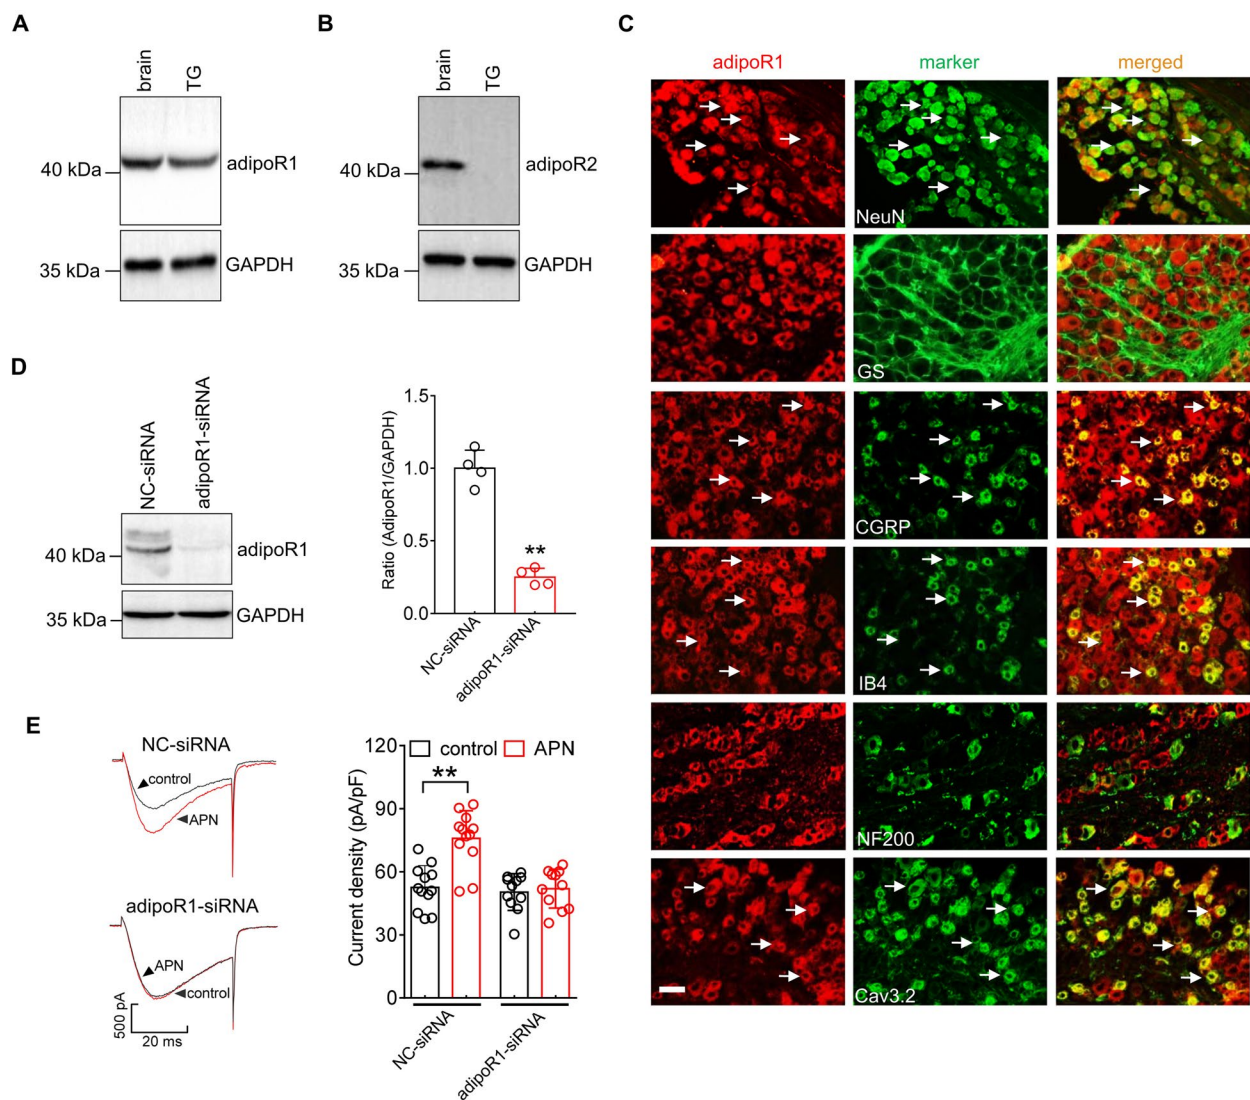 A
brain
TG
40 kDa
adipoR1
35 kDa
GAPDH
B
brain
TG
40 kDa
adipoR2
35 kDa
GAPDH
C
adipoR1
marker
merged
NeuN
GS
CGRP
IB4
NF200
Cav3.2
D
NC-siRNA
adipoR1-siRNA
40 kDa
adipoR1
35 kDa
GAPDH
Ratio (AdipoR1/GAPDH)
1.5
1.0
0.5
0.0
**
NC-siRNA
adipoR1-siRNA
E
NC-siRNA
control
APN
adipoR1-siRNA
APN
control
500 pA
20 ms
Current density (pA/pF)
120
90
60
30
0
control
APN
**
NC-siRNA
adipoR1-siRNA